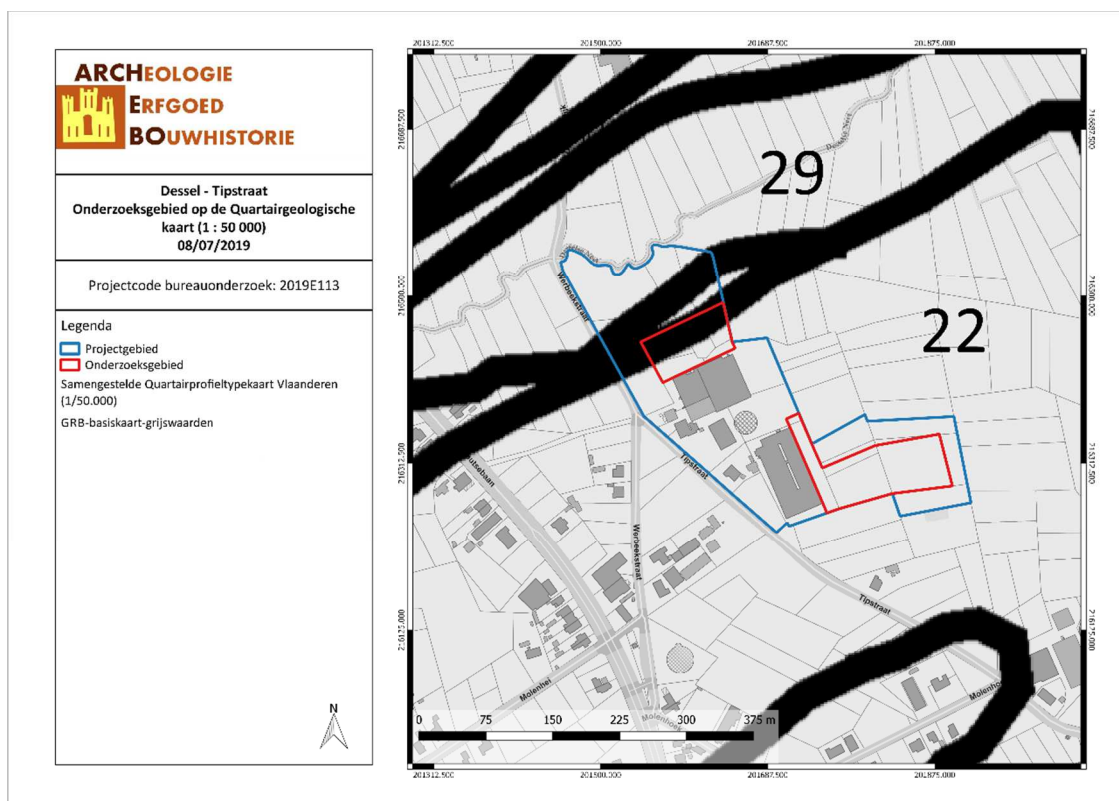 ARCHEOLOGIE
ERFGOED
BOUWHISTORIE
Dessel - Tipstraat
Onderzoeksgebied op de Quartairgeologische
kaart (1 : 50 000)
08/07/2019
Projectcode bureauonderzoek: 2019E113
Legenda
Projectgebied
Onderzoeksgebied
Samengestelde Quartairprofieltypekaart Vlaanderen
(1/50.000)
GRB-basiskaart-grijswaarden
N
201312.500 201500.000 201687.500 201875.000
29
22
Werbeekstraat
Tipstraat
Werbeekstraat
Tipstraat
Molenhei
Molenhoek
0 75 150 225 300 375 m
201312.500 201500.000 201687.500 201875.000